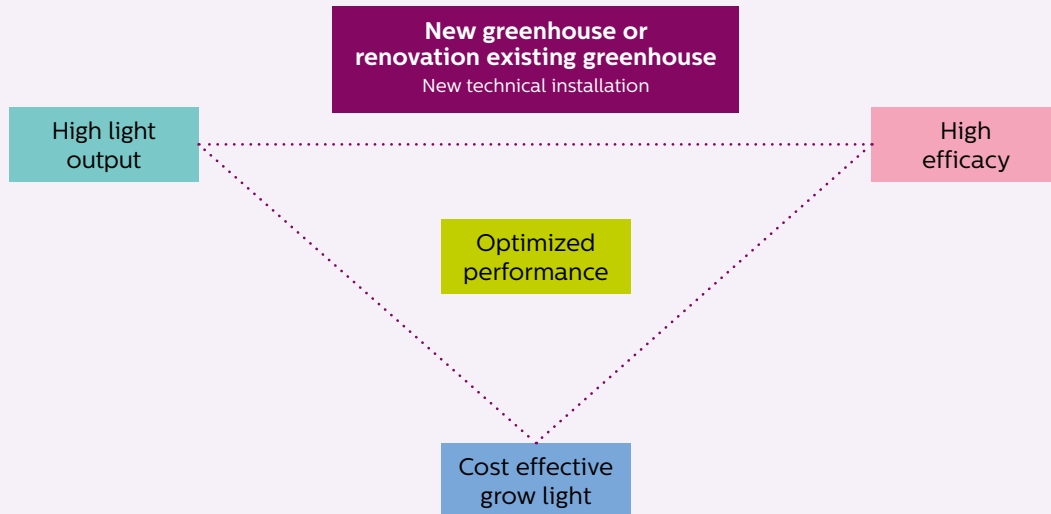 New greenhouse or
renovation existing greenhouse
New technical installation
High light
output
High
efficacy
Optimized
performance
Cost effective
grow light